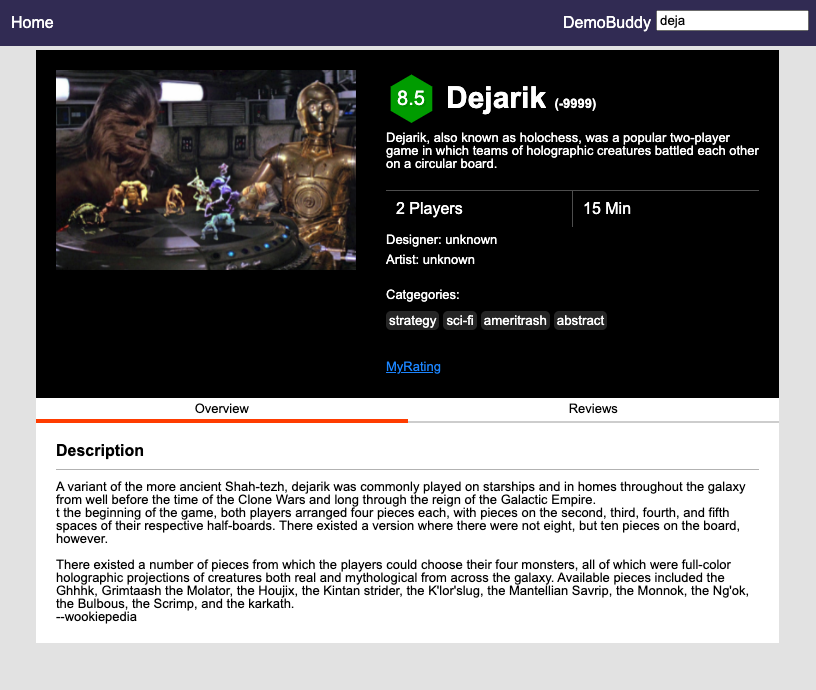 Home
DemoBuddy
deja
8.5
Dejarik (-9999)
Dejarik, also known as holochess, was a popular two-player
game in which teams of holographic creatures battled each other
on a circular board.
2 Players
15 Min
Designer: unknown
Artist: unknown
Catgegories:
strategy sci-fi ameritrash abstract
MyRating
Overview
Reviews
Description
A variant of the more ancient Shah-tezh, dejarik was commonly played on starships and in homes throughout the galaxy
from well before the time of the Clone Wars and long through the reign of the Galactic Empire.
t the beginning of the game, both players arranged four pieces each, with pieces on the second, third, fourth, and fifth
spaces of their respective half-boards. There existed a version where there were not eight, but ten pieces on the board,
however.
There existed a number of pieces from which the players could choose their four monsters, all of which were full-color
holographic projections of creatures both real and mythological from across the galaxy. Available pieces included the
Ghhhk, Grimtaash the Molator, the Houjix, the Kintan strider, the K'lor'slug, the Mantellian Savrip, the Monnok, the Ng'ok,
the Bulbous, the Scrimp, and the karkath.
--wookiepedia